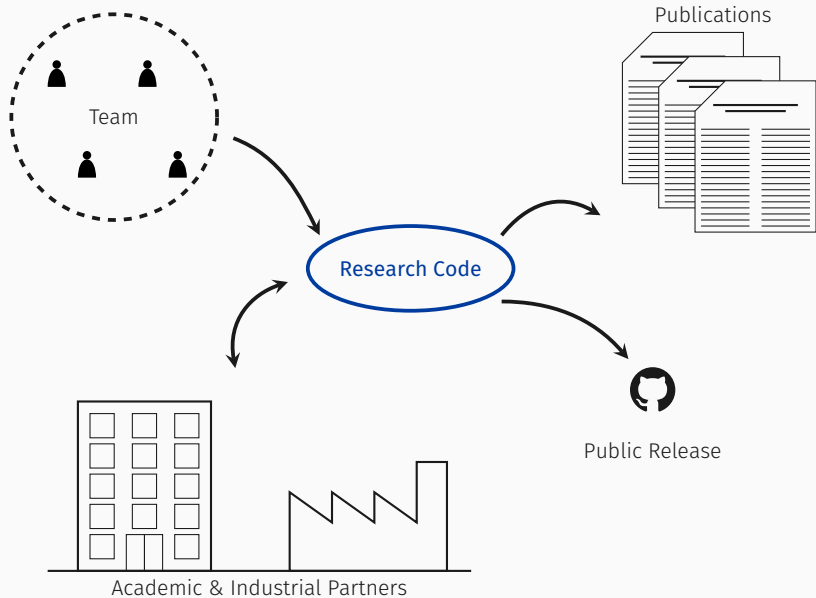 Publications
Team
Research Code
Public Release
Academic & Industrial Partners